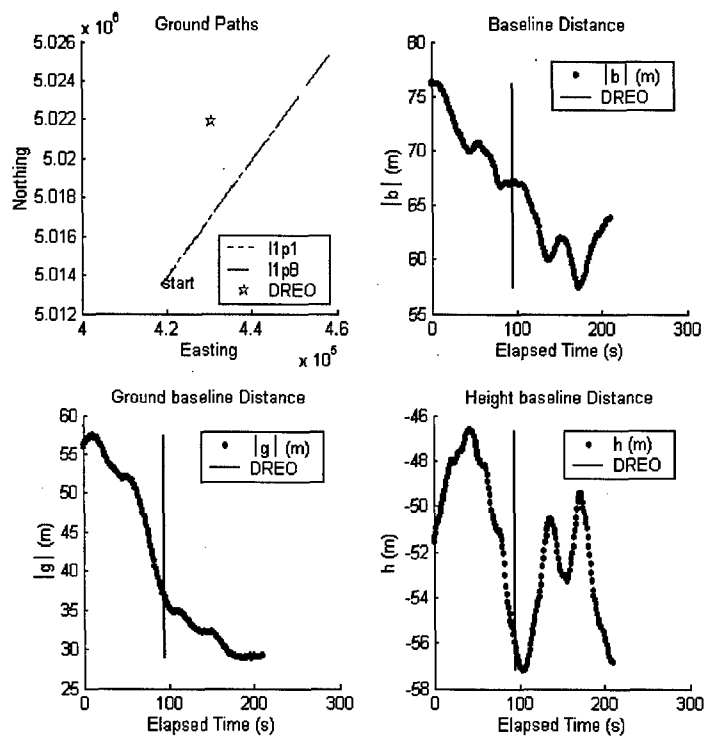 x 10⁶
Ground Paths
5.026
5.024
5.022
5.02
5.018
5.016
5.014
5.012
Northing
l1p1
l1p8
DREO
start
4
4.2
4.4
4.6
Easting
x 10⁵
Baseline Distance
80
75
70
65
60
55
|b| (m)
|b| (m)
DREO
0
100
200
300
Elapsed Time (s)
Ground baseline Distance
60
55
50
45
40
35
30
25
|g| (m)
|g| (m)
DREO
0
100
200
300
Elapsed Time (s)
Height baseline Distance
-46
-48
-50
-52
-54
-56
-58
h (m)
h (m)
DREO
0
100
200
300
Elapsed Time (s)